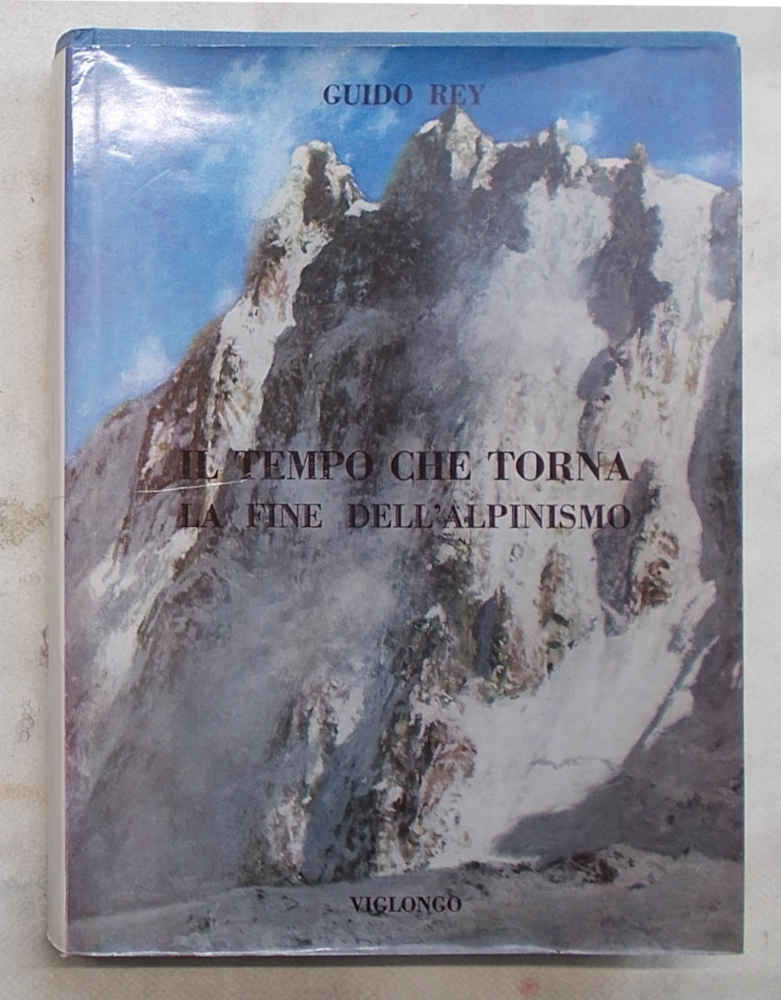 GUIDO REY
IL TEMPO CHE TORNA
LA FINE DELL'ALPINISMO
VIGLONGO